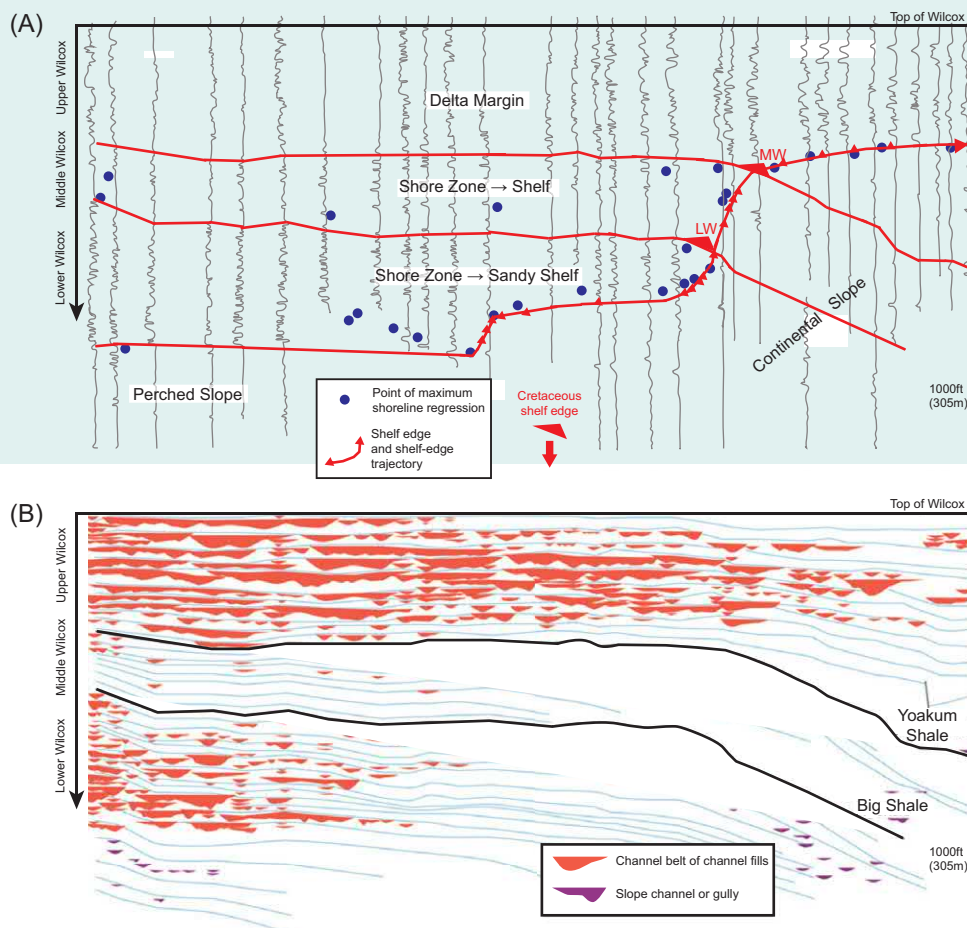 (A)
Top of Wilcox
Upper Wilcox
Middle Wilcox
Lower Wilcox
Delta Margin
MW
Shore Zone → Shelf
LW
Shore Zone → Sandy Shelf
Continental Slope
Perched Slope
Point of maximum
shoreline regression
Shelf edge
and shelf-edge
trajectory
Cretaceous
shelf edge
1000ft
(305m)
(B)
Top of Wilcox
Upper Wilcox
Middle Wilcox
Lower Wilcox
Yoakum
Shale
Big Shale
1000ft
(305m)
Channel belt of channel fills
Slope channel or gully